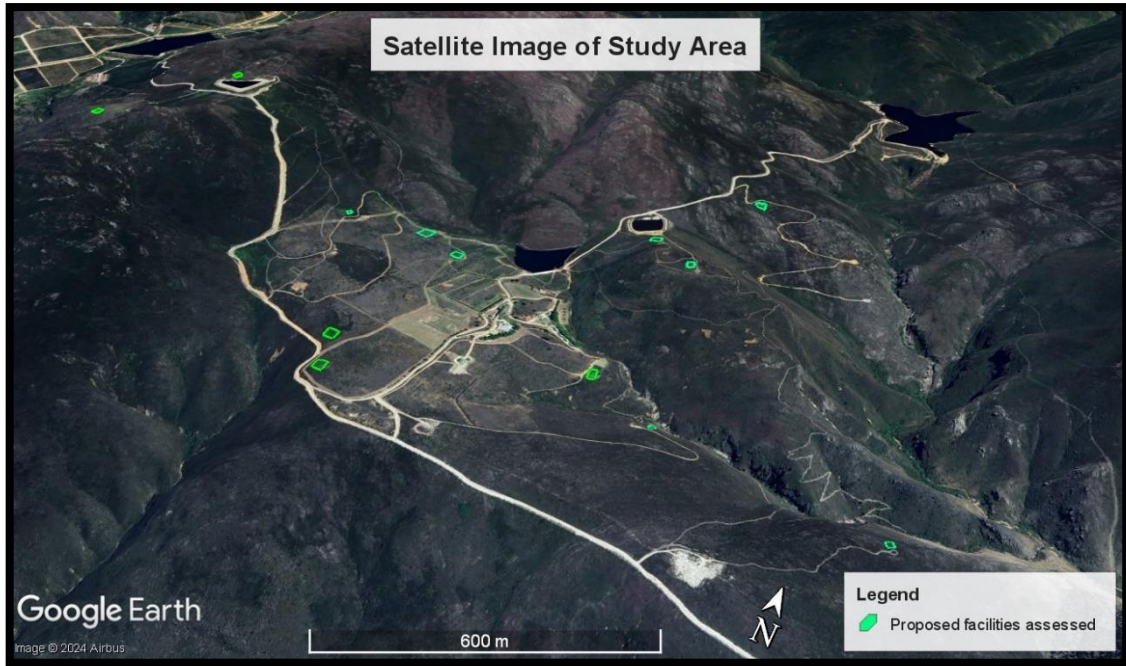 Satellite Image of Study Area
Legend
Proposed facilities assessed
N
600 m
Google Earth
Image © 2024 Airbus